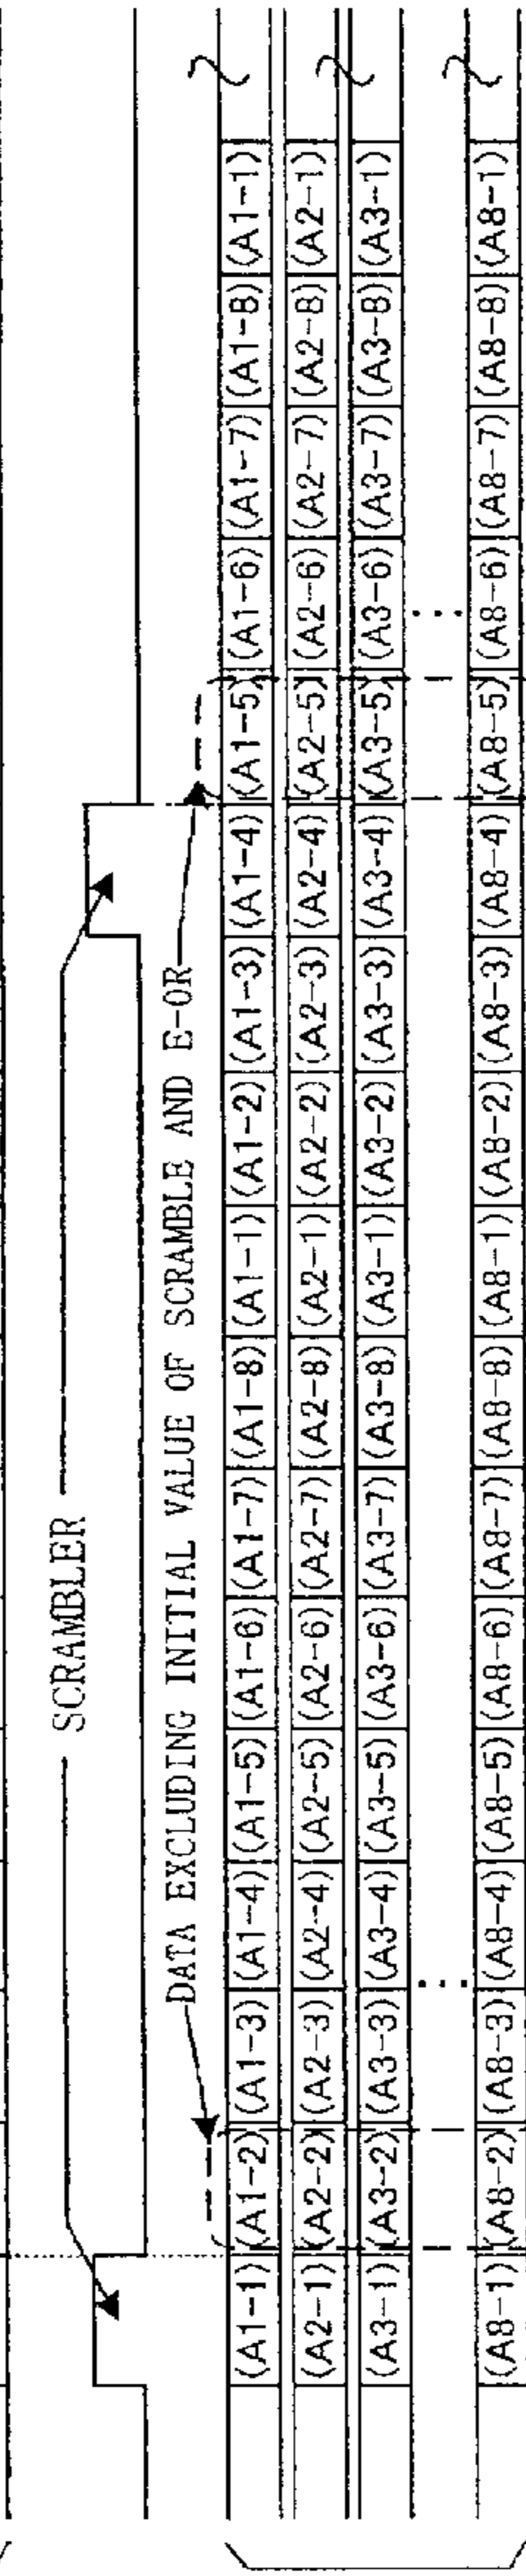 SCRAMBLER
DATA EXCLUDING INITIAL VALUE OF SCRAMBLE AND E-OR
(A1-1) (A1-2) (A1-3) (A1-4) (A1-5) (A1-6) (A1-7) (A1-8) (A1-1) (A1-2) (A1-3) (A1-4) (A1-5) (A1-6) (A1-7) (A1-8) (A1-1)
(A2-1) (A2-2) (A2-3) (A2-4) (A2-5) (A2-6) (A2-7) (A2-8) (A2-1) (A2-2) (A2-3) (A2-4) (A2-5) (A2-6) (A2-7) (A2-8) (A2-1)
(A3-1) (A3-2) (A3-3) (A3-4) (A3-5) (A3-6) (A3-7) (A3-8) (A3-1) (A3-2) (A3-3) (A3-4) (A3-5) (A3-6) (A3-7) (A3-8) (A3-1)
(A8-1) (A8-2) (A8-3) (A8-4) (A8-5) (A8-6) (A8-7) (A8-8) (A8-1) (A8-2) (A8-3) (A8-4) (A8-5) (A8-6) (A8-7) (A8-8) (A8-1)